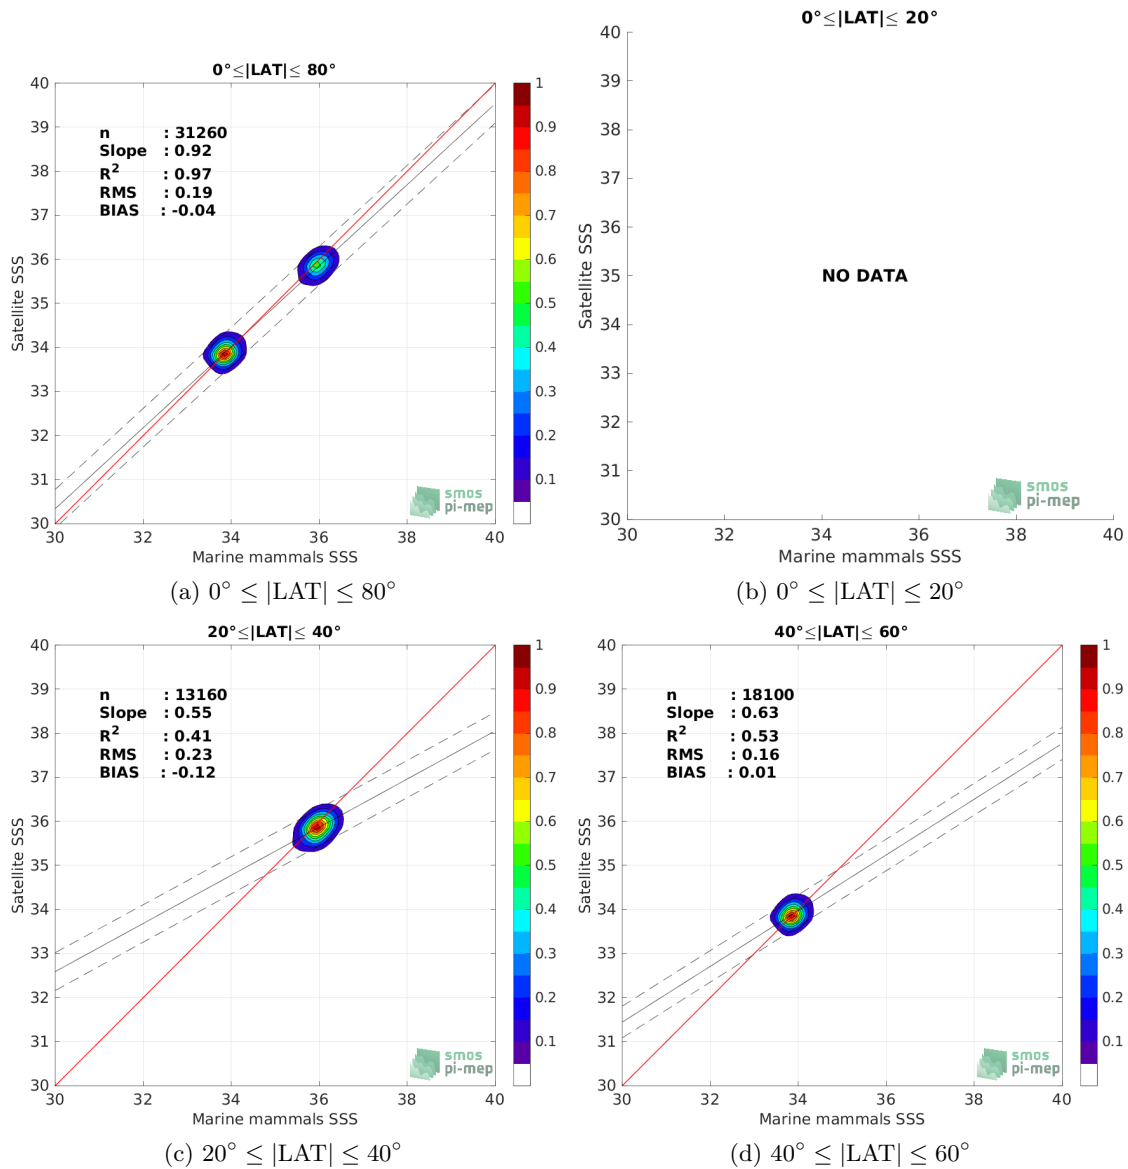 0°≤|LAT|≤ 80°
40
39
38
37
36
35
34
33
32
31
30
Satellite SSS
n : 31260
Slope : 0.92
R² : 0.97
RMS : 0.19
BIAS : -0.04
smos
pi-mep
30 32 34 36 38 40
Marine mammals SSS
1
0.9
0.8
0.7
0.6
0.5
0.4
0.3
0.2
0.1
(a) 0° ≤ |LAT| ≤ 80°
0°≤|LAT|≤ 20°
40
39
38
37
36
35
34
33
32
31
30
Satellite SSS
NO DATA
smos
pi-mep
30 32 34 36 38 40
Marine mammals SSS
(b) 0° ≤ |LAT| ≤ 20°
20°≤|LAT|≤ 40°
40
39
38
37
36
35
34
33
32
31
30
Satellite SSS
n : 13160
Slope : 0.55
R² : 0.41
RMS : 0.23
BIAS : -0.12
smos
pi-mep
30 32 34 36 38 40
Marine mammals SSS
1
0.9
0.8
0.7
0.6
0.5
0.4
0.3
0.2
0.1
(c) 20° ≤ |LAT| ≤ 40°
40°≤|LAT|≤ 60°
40
39
38
37
36
35
34
33
32
31
30
Satellite SSS
n : 18100
Slope : 0.63
R² : 0.53
RMS : 0.16
BIAS : 0.01
smos
pi-mep
30 32 34 36 38 40
Marine mammals SSS
1
0.9
0.8
0.7
0.6
0.5
0.4
0.3
0.2
0.1
(d) 40° ≤ |LAT| ≤ 60°